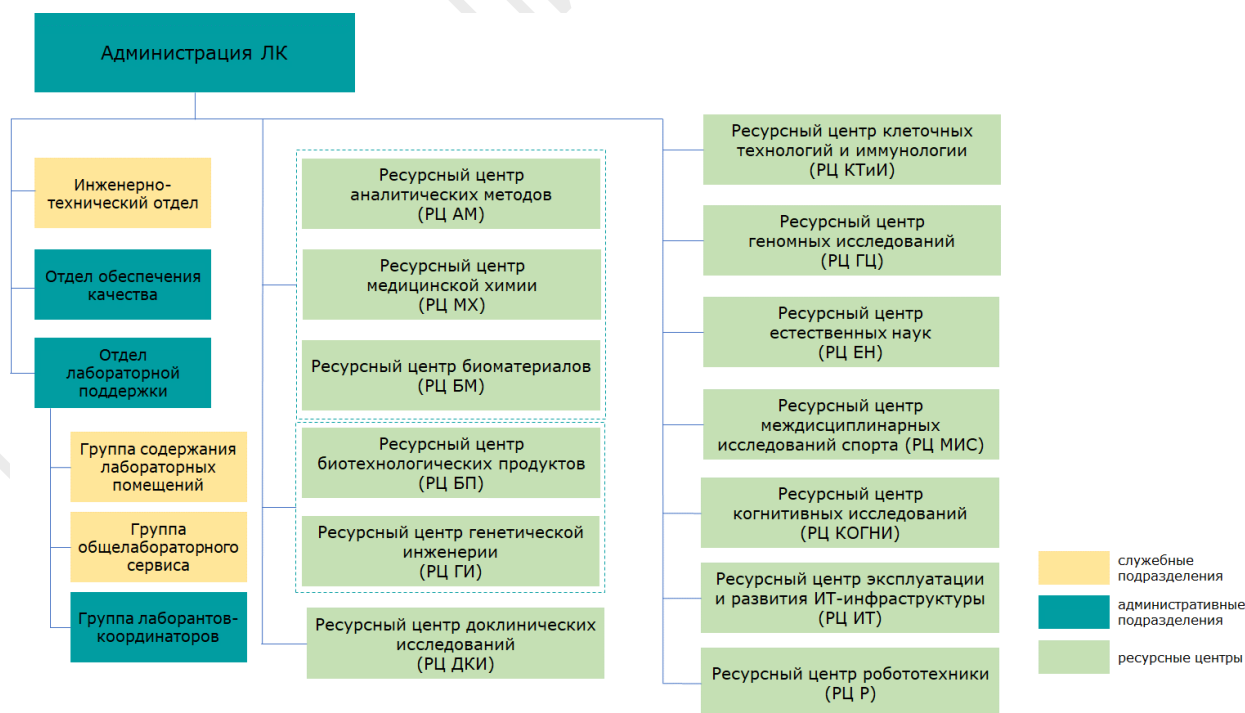 Администрация ЛК
Инженерно-
технический отдел
Отдел обеспечения
качества
Отдел
лабораторной
поддержки
Группа содержания
лабораторных
помещений
Группа
общелабораторного
сервиса
Группа лаборантов-
координаторов
Ресурсный центр
аналитических методов
(РЦ АМ)
Ресурсный центр
медицинской химии
(РЦ МХ)
Ресурсный центр биоматериалов
(РЦ БМ)
Ресурсный центр
биотехнологических продуктов
(РЦ БП)
Ресурсный центр генетической
инженерии
(РЦ ГИ)
Ресурсный центр доклинических
исследований
(РЦ ДКИ)
Ресурсный центр клеточных
технологий и иммунологии
(РЦ КТиИ)
Ресурсный центр
геномных исследований
(РЦ ГЦ)
Ресурсный центр
естественных наук
(РЦ ЕН)
Ресурсный центр
междисциплинарных
исследований спорта (РЦ МИС)
Ресурсный центр
когнитивных исследований
(РЦ КОГНИ)
Ресурсный центр эксплуатации
и развития ИТ-инфраструктуры
(РЦ ИТ)
Ресурсный центр робототехники
(РЦ Р)
служебные
подразделения
административные
подразделения
ресурсные центры